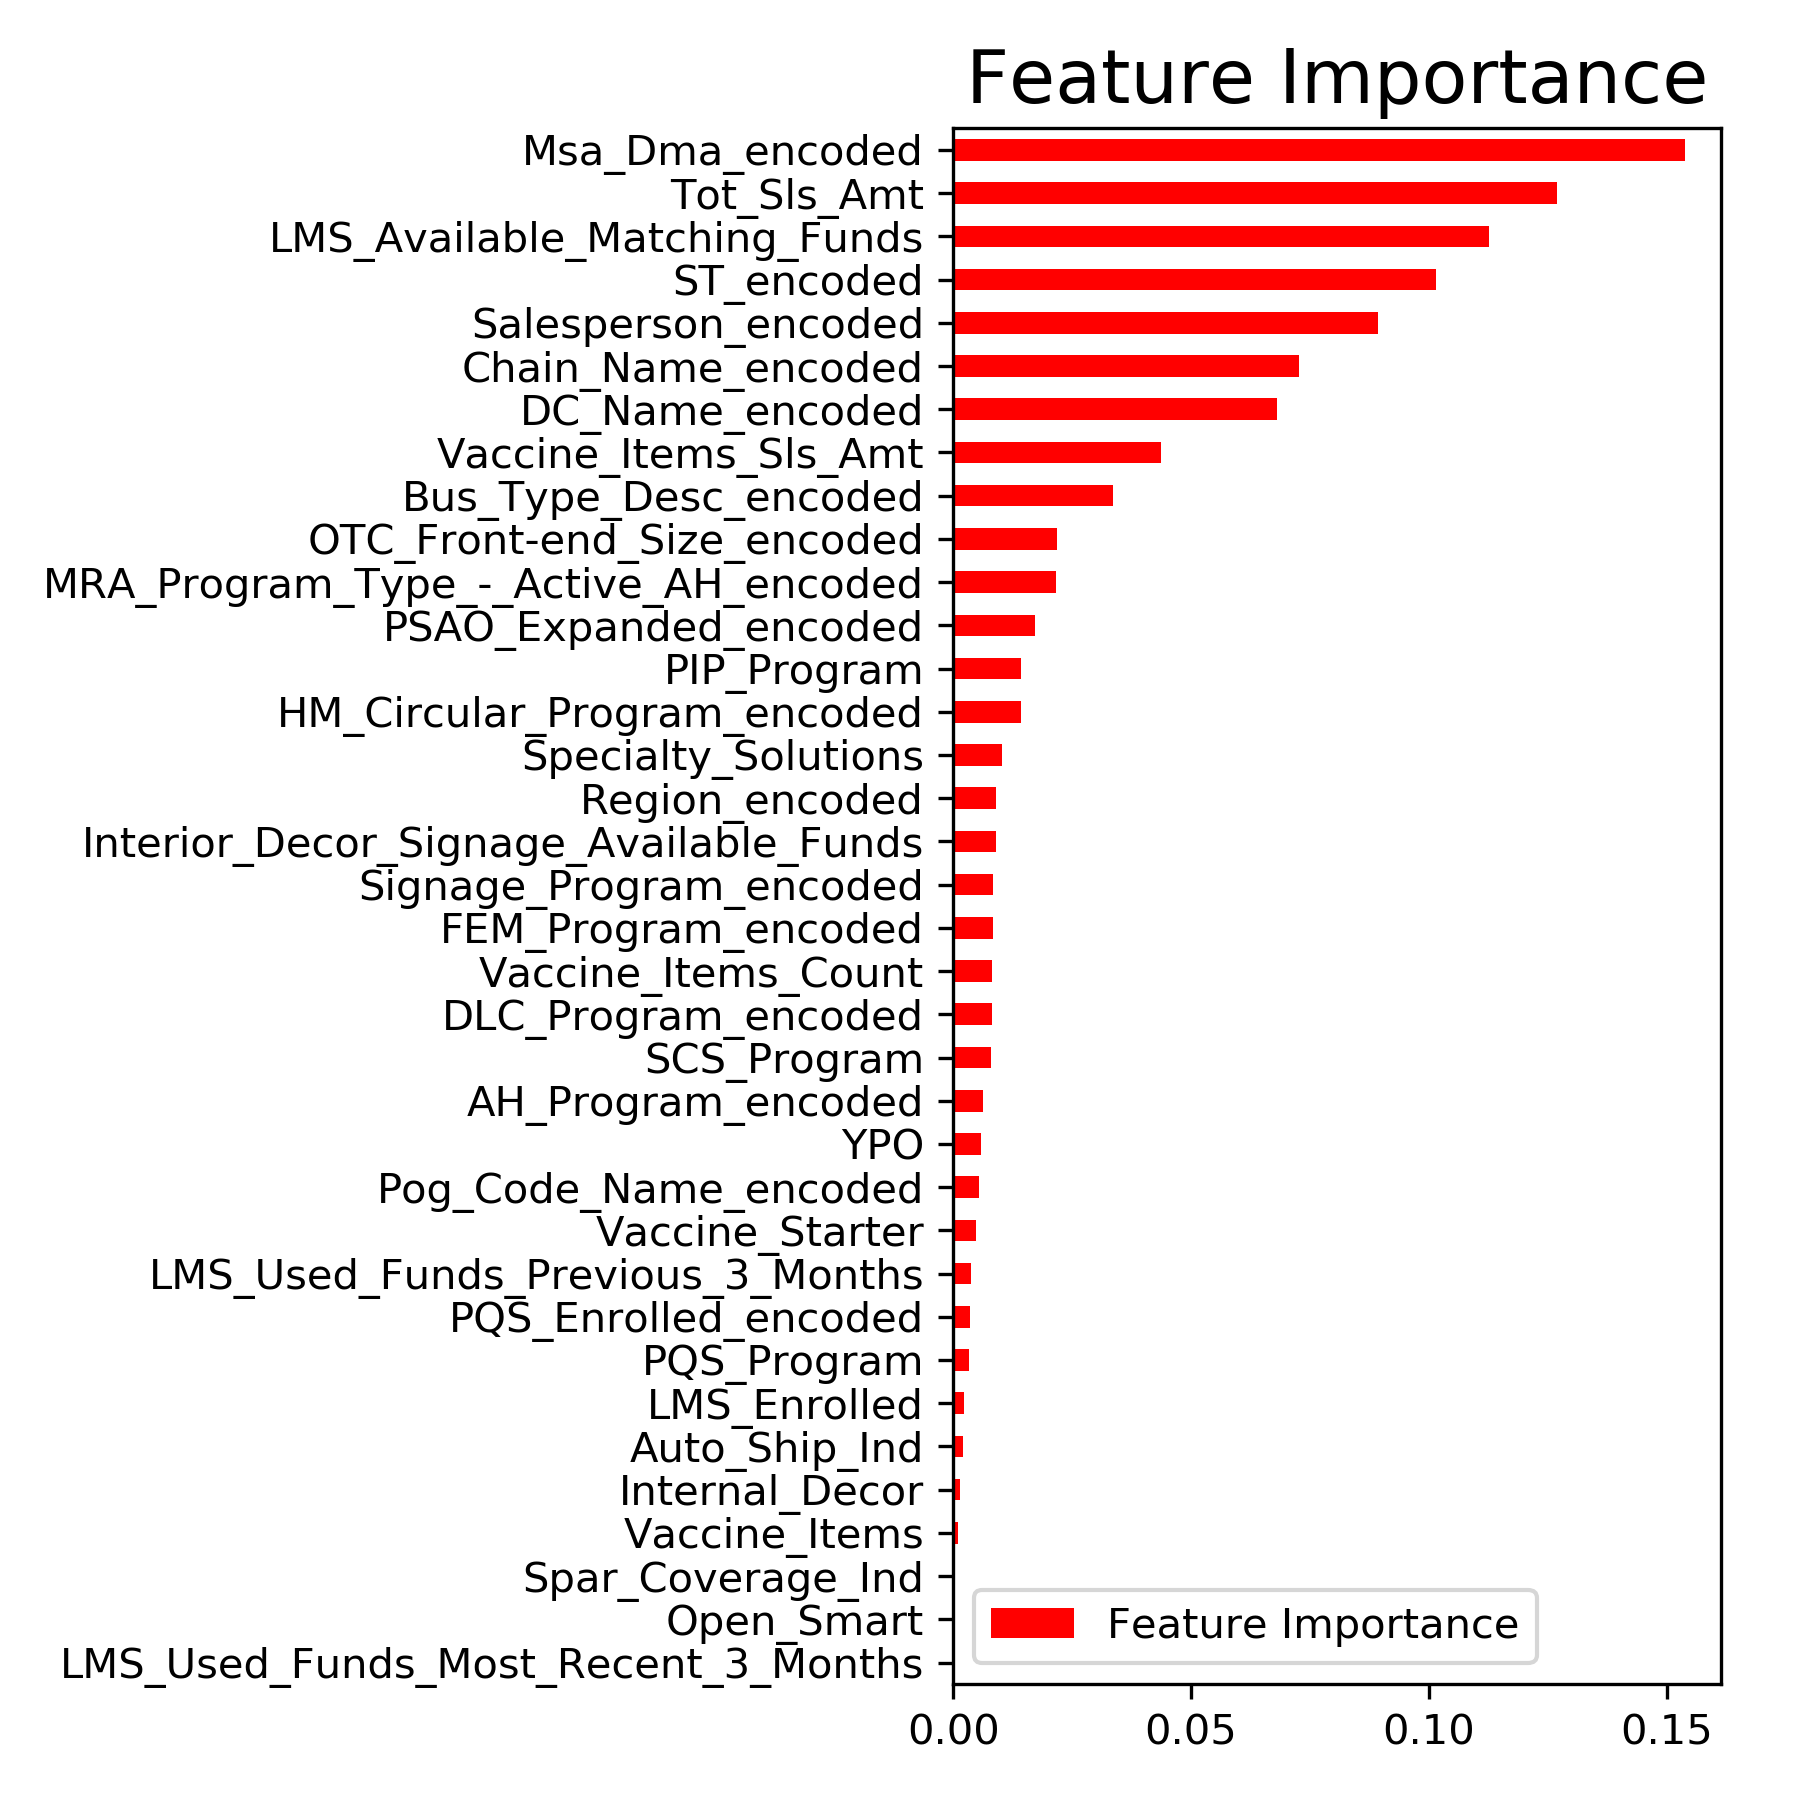 Feature Importance
Msa_Dma_encoded
Tot_Sls_Amt
LMS_Available_Matching_Funds
ST_encoded
Salesperson_encoded
Chain_Name_encoded
DC_Name_encoded
Vaccine_Items_Sls_Amt
Bus_Type_Desc_encoded
OTC_Front-end_Size_encoded
MRA_Program_Type_-_Active_AH_encoded
PSAO_Expanded_encoded
PIP_Program
HM_Circular_Program_encoded
Specialty_Solutions
Region_encoded
Interior_Decor_Signage_Available_Funds
Signage_Program_encoded
FEM_Program_encoded
Vaccine_Items_Count
DLC_Program_encoded
SCS_Program
AH_Program_encoded
YPO
Pog_Code_Name_encoded
Vaccine_Starter
LMS_Used_Funds_Previous_3_Months
PQS_Enrolled_encoded
PQS_Program
LMS_Enrolled
Auto_Ship_Ind
Internal_Decor
Vaccine_Items
Spar_Coverage_Ind
Open_Smart
LMS_Used_Funds_Most_Recent_3_Months
Feature Importance
0.00 0.05 0.10 0.15